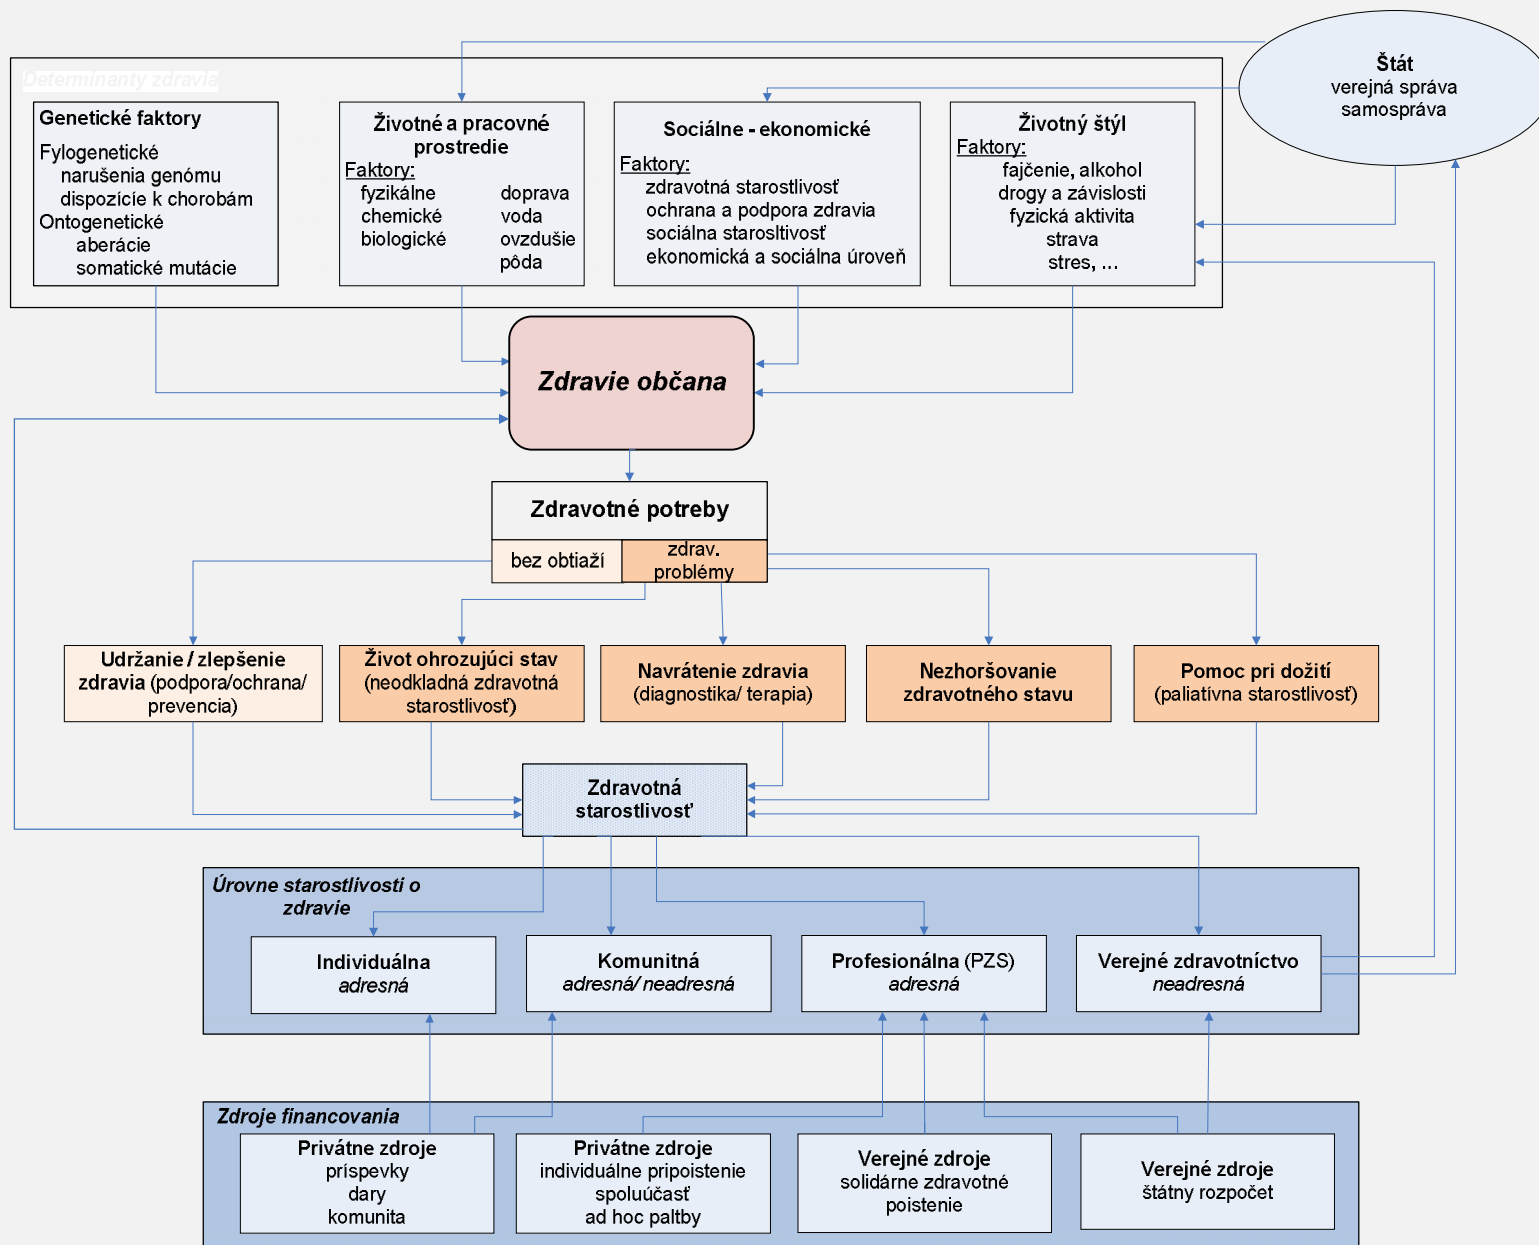 Štát
verejná správa
samospráva
Determinanty zdravia
Genetické faktory
Fylogenetické
narušenia genómu
dispozície k chorobám
Ontogenetické
aberácie
somatické mutácie
Životné a pracovné
prostredie
Faktory:
fyzikálne
chemické
biologické
doprava
voda
ovzdušie
pôda
Sociálne - ekonomické
Faktory:
zdravotná starostlivosť
ochrana a podpora zdravia
sociálna starosltivosť
ekonomická a sociálna úroveň
Životný štýl
Faktory:
fajčenie, alkohol
drogy a závislosti
fyzická aktivita
strava
stres, ...
Zdravie občana
Zdravotné potreby
bez obtiaží
zdrav.
problémy
Udržanie / zlepšenie
zdravia (podpora/ochrana/
prevencia)
Život ohrozujúci stav
(neodkladná zdravotná
starostlivosť)
Navrátenie zdravia
(diagnostika/ terapia)
Nezhoršovanie
zdravotného stavu
Pomoc pri dožití
(paliatívna starostlivosť)
Zdravotná
starostlivosť
Úrovne starostlivosti o
zdravie
Individuálna
adresná
Komunitná
adresná/ neadresná
Profesionálna (PZS)
adresná
Verejné zdravotníctvo
neadresná
Zdroje financovania
Privátne zdroje
príspevky
dary
komunita
Privátne zdroje
individuálne pripoistenie
spoluúčasť
ad hoc paltby
Verejné zdroje
solidárne zdravotné
poistenie
Verejné zdroje
štátny rozpočet